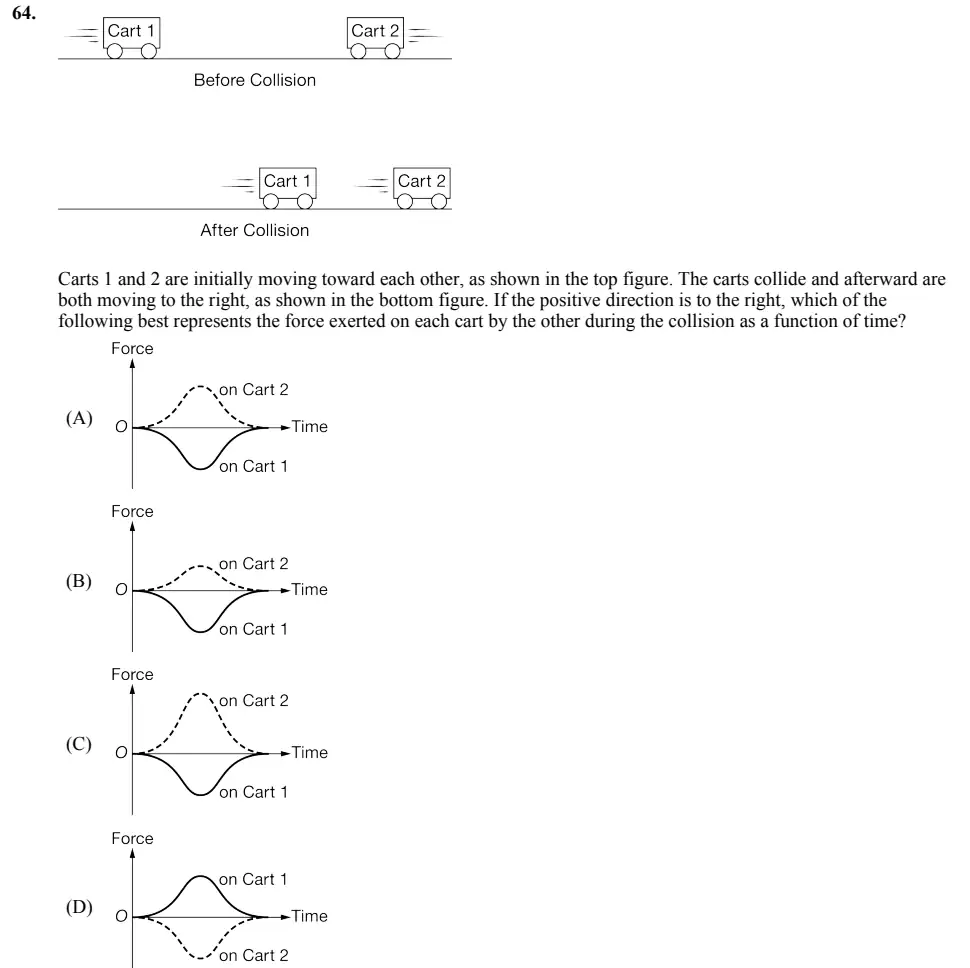 64.
Cart 1 Cart 2
Before Collision
Cart 1 Cart 2
After Collision
Carts 1 and 2 are initially moving toward each other, as shown in the top figure. The carts collide and afterward are
both moving to the right, as shown in the bottom figure. If the positive direction is to the right, which of the
following best represents the force exerted on each cart by the other during the collision as a function of time?
Force
on Cart 2
(A) O Time
on Cart 1
Force
on Cart 2
(B) O Time
on Cart 1
Force
on Cart 2
(C) O Time
on Cart 1
Force
on Cart 1
(D) O Time
on Cart 2